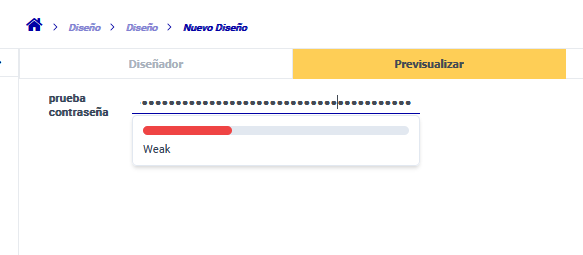 Diseño > Diseño > Nuevo Diseño
Diseñador
Previsualizar
prueba
contraseña
Weak